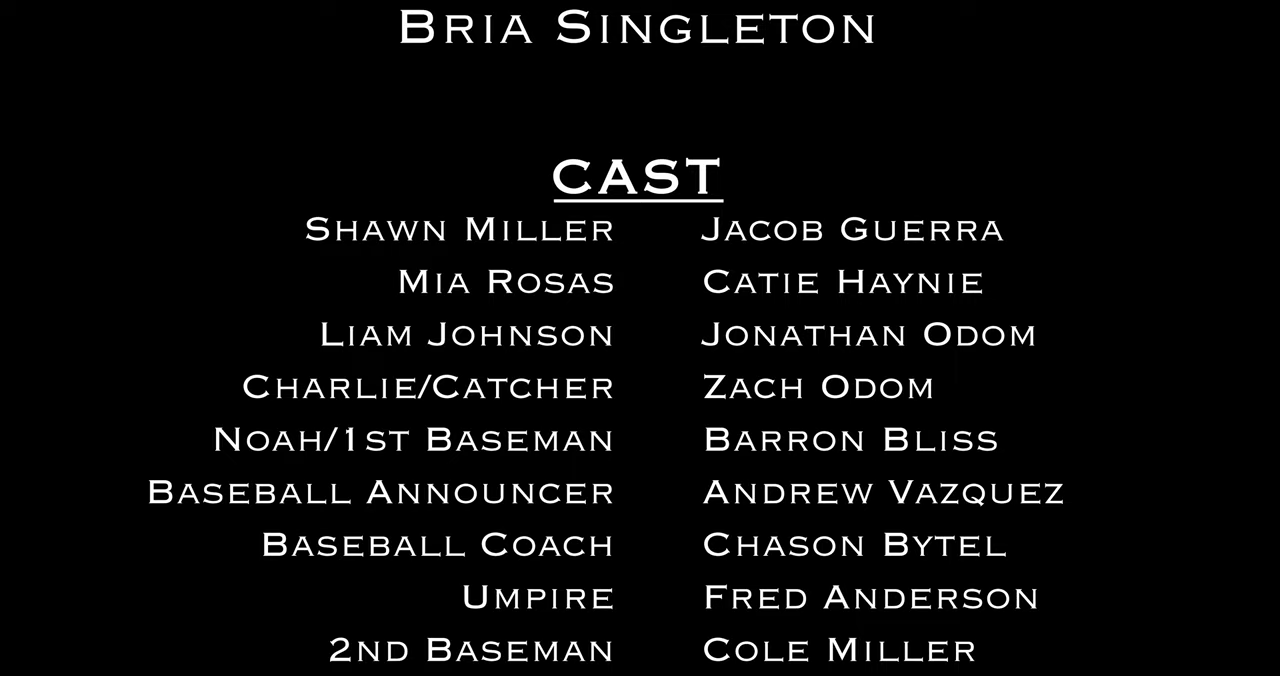 Bria Singleton
CAST
Shawn Miller Jacob Guerra
Mia Rosas Catie Haynie
Liam Johnson Jonathan Odom
Charlie/Catcher Zach Odom
Noah/1st Baseman Barron Bliss
Baseball Announcer Andrew Vazquez
Baseball Coach Chason Bytel
Umpire Fred Anderson
2nd Baseman Cole Miller